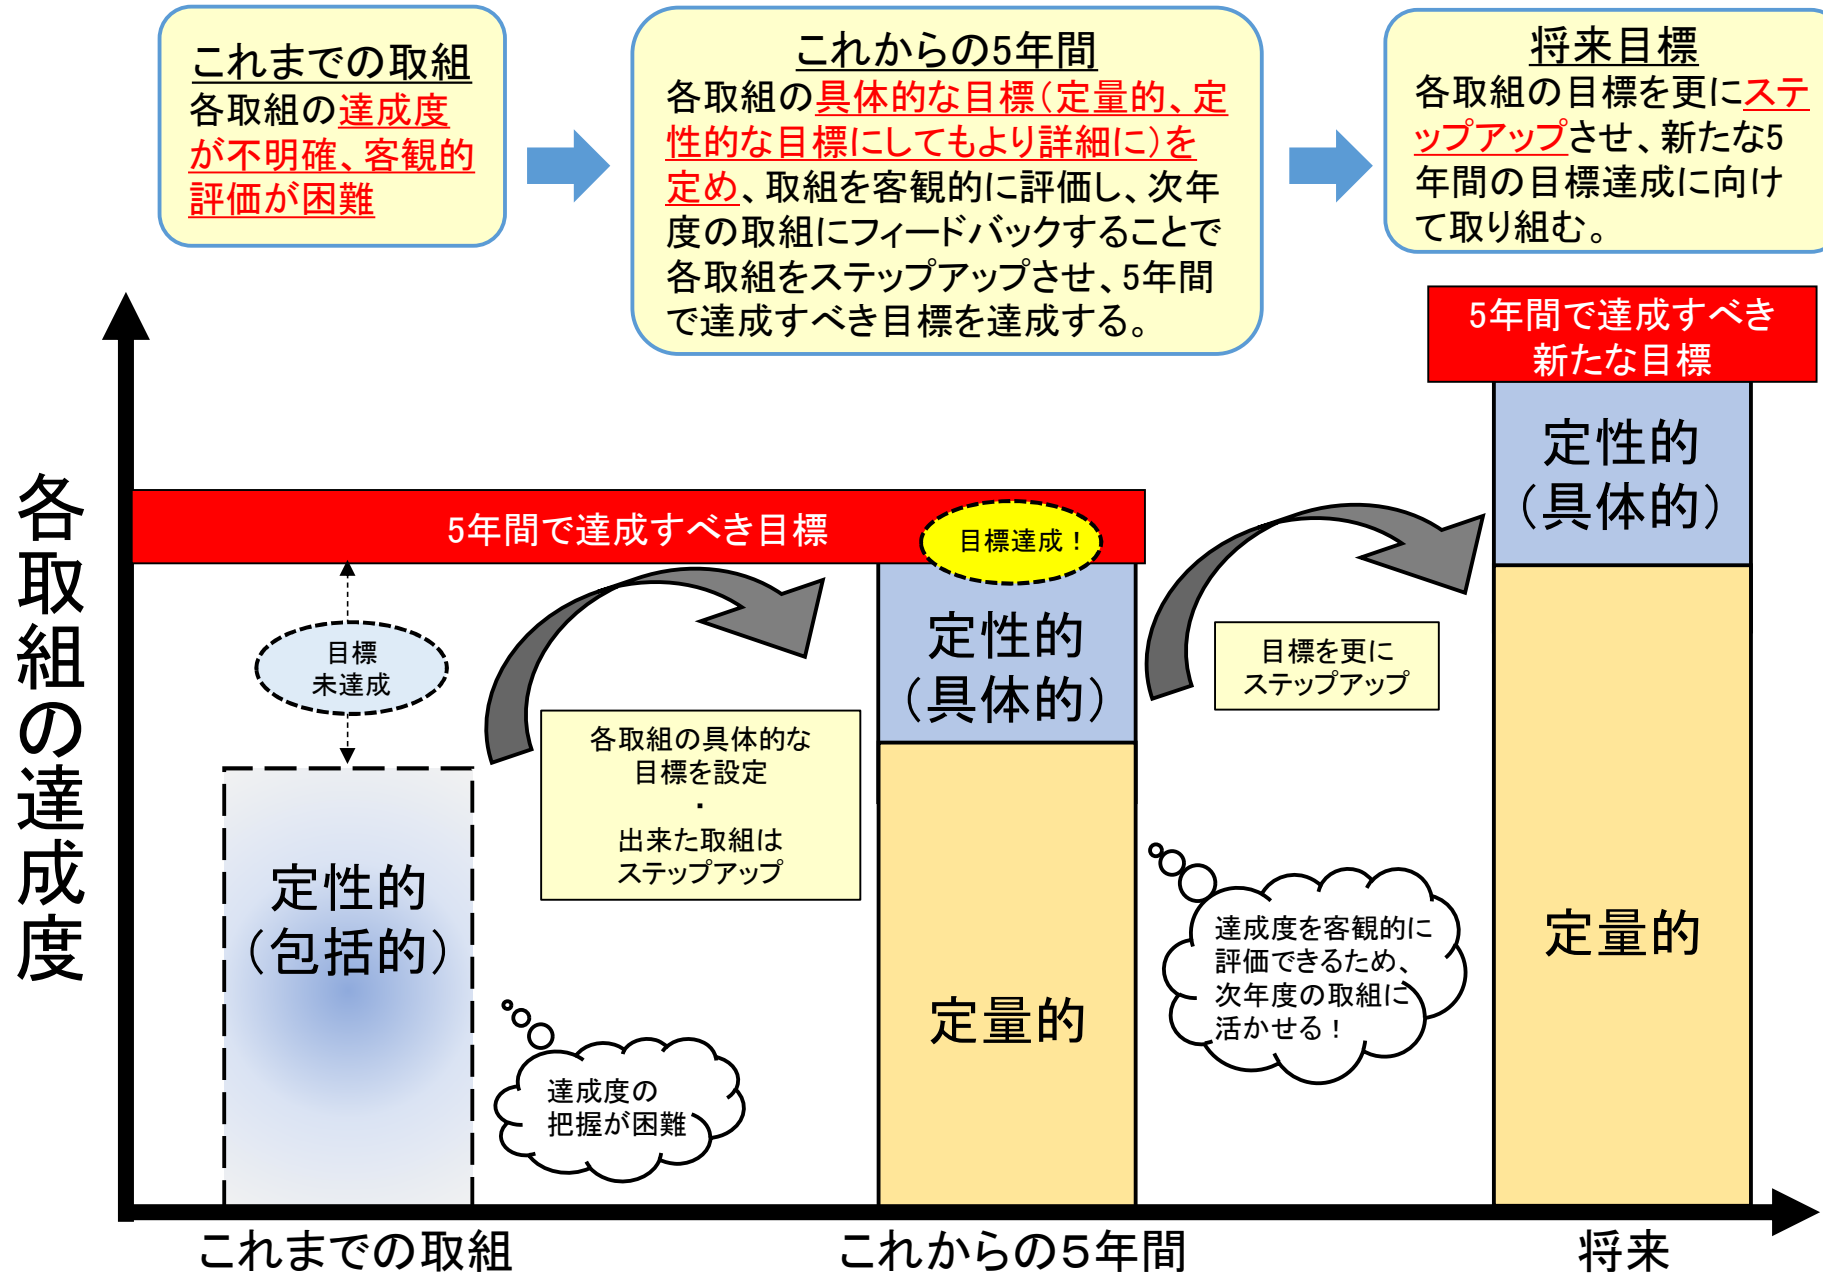 これまでの取組
各取組の達成度
が不明確、客観的
評価が困難
これからの5年間
各取組の具体的な目標(定量的、定
性的な目標にしてもより詳細に)を
定め、取組を客観的に評価し、次年
度の取組にフィードバックすることで
各取組をステップアップさせ、5年間
で達成すべき目標を達成する。
将来目標
各取組の目標を更にステ
ップアップさせ、新たな5
年間の目標達成に向け
て取り組む。
5年間で達成すべき
新たな目標
定性的
(具体的)
定量的
各取組の達成度
5年間で達成すべき目標
目標達成!
目標
未達成
定性的
(具体的)
目標を更に
ステップアップ
各取組の具体的な
目標を設定
・
出来た取組は
ステップアップ
定性的
(包括的)
達成度を客観的に
評価できるため、
次年度の取組に
活かせる!
定量的
達成度の
把握が困難
これまでの取組
これからの5年間
将来